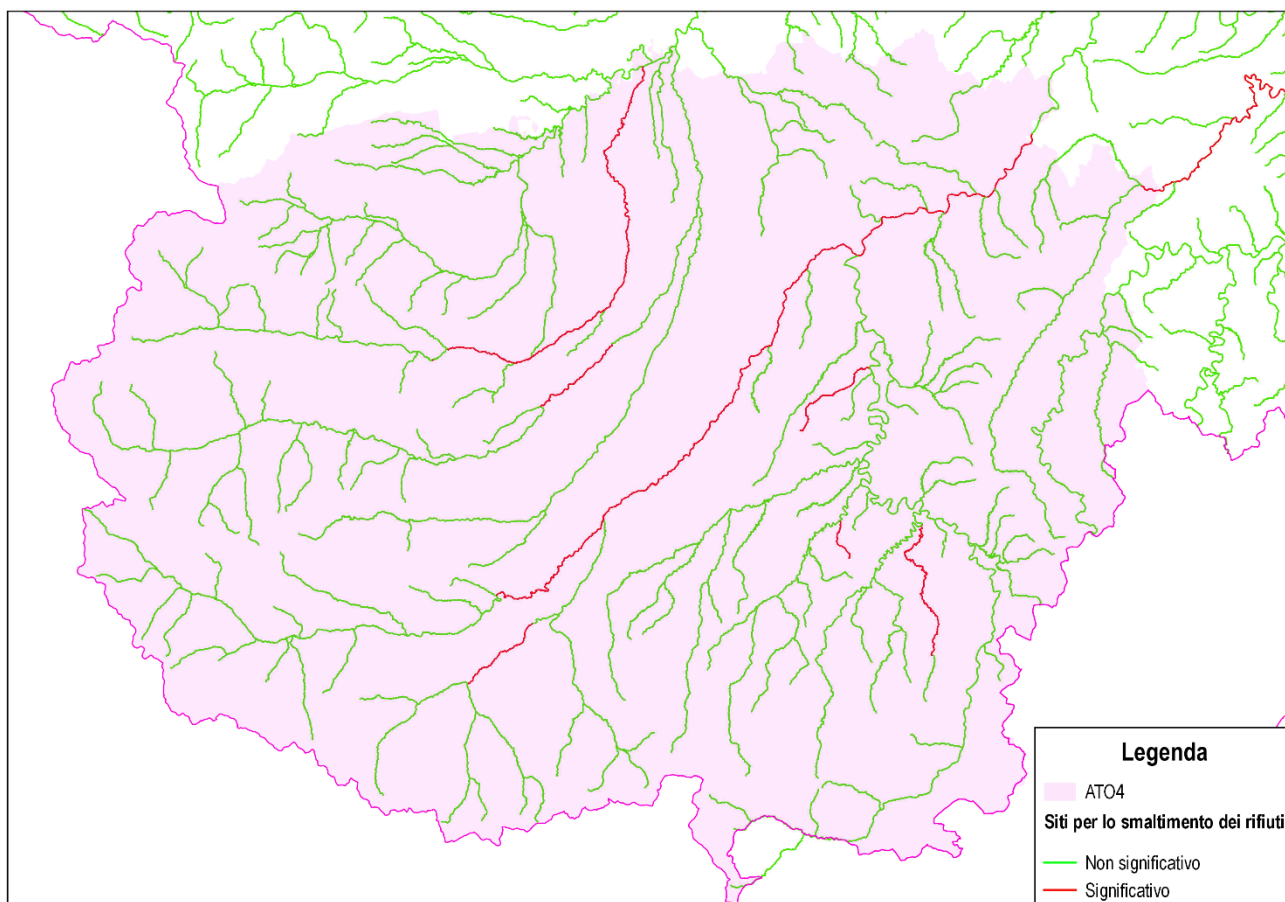 Legenda
ATO4
Siti per lo smaltimento dei rifiuti
Non significativo
Significativo